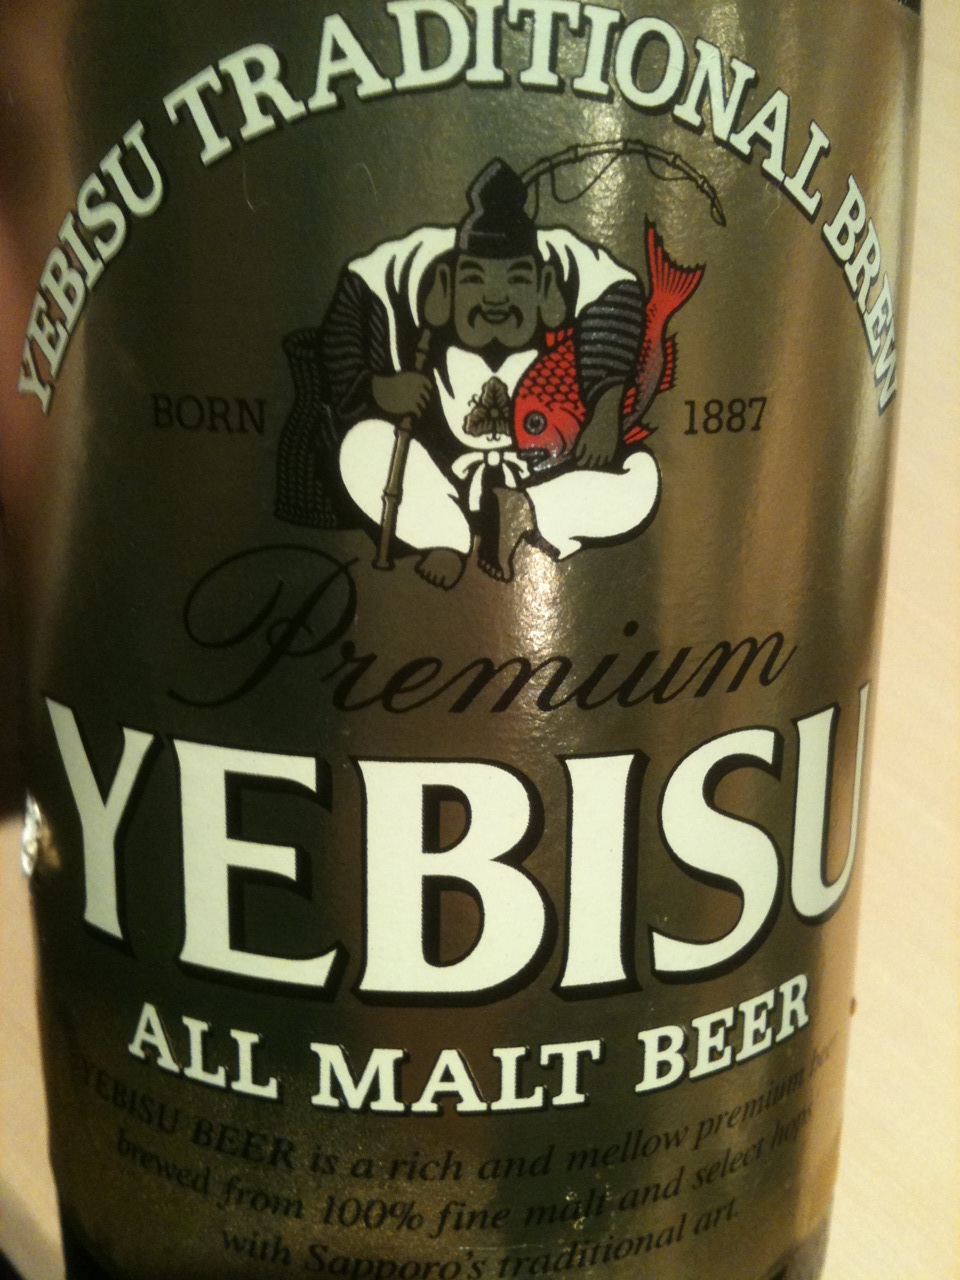 YEBISU TRADITIONAL BREW
BORN 1887
Premium
YEBISU
ALL MALT BEER
YEBISU BEER is a rich and mellow premium beer
brewed from 100% fine malt and select hops
with Sapporo's traditional art.